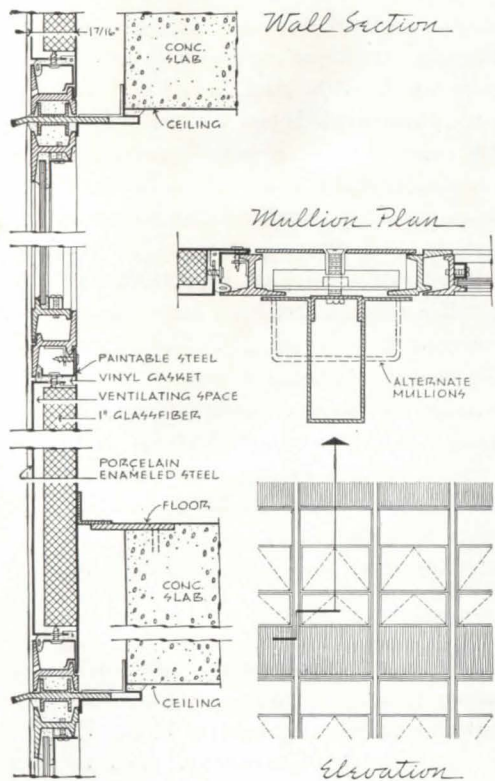 Wall Section
1 7/16"
CONC.
SLAB
CEILING
Mullion Plan
PAINTABLE STEEL
VINYL GASKET
VENTILATING SPACE
1" GLASSFIBER
ALTERNATE
MULLIONS
PORCELAIN
ENAMELED STEEL
FLOOR
CONC.
SLAB
CEILING
Elevation